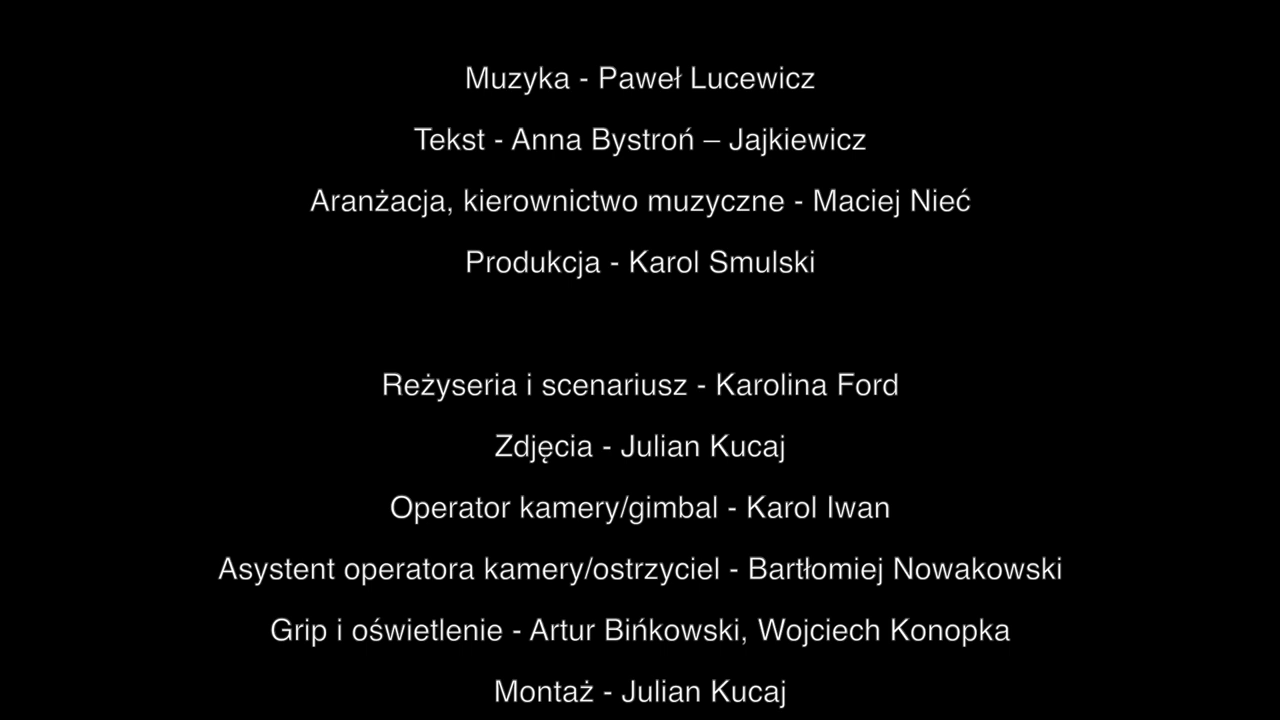 Muzyka - Paweł Lucewicz
Tekst - Anna Bystroń – Jajkiewicz
Aranżacja, kierownictwo muzyczne - Maciej Nieć
Produkcja - Karol Smulski
Reżyseria i scenariusz - Karolina Ford
Zdjęcia - Julian Kucaj
Operator kamery/gimbal - Karol Iwan
Asystent operatora kamery/ostrzyciel - Bartłomiej Nowakowski
Grip i oświetlenie - Artur Bińkowski, Wojciech Konopka
Montaż - Julian Kucaj